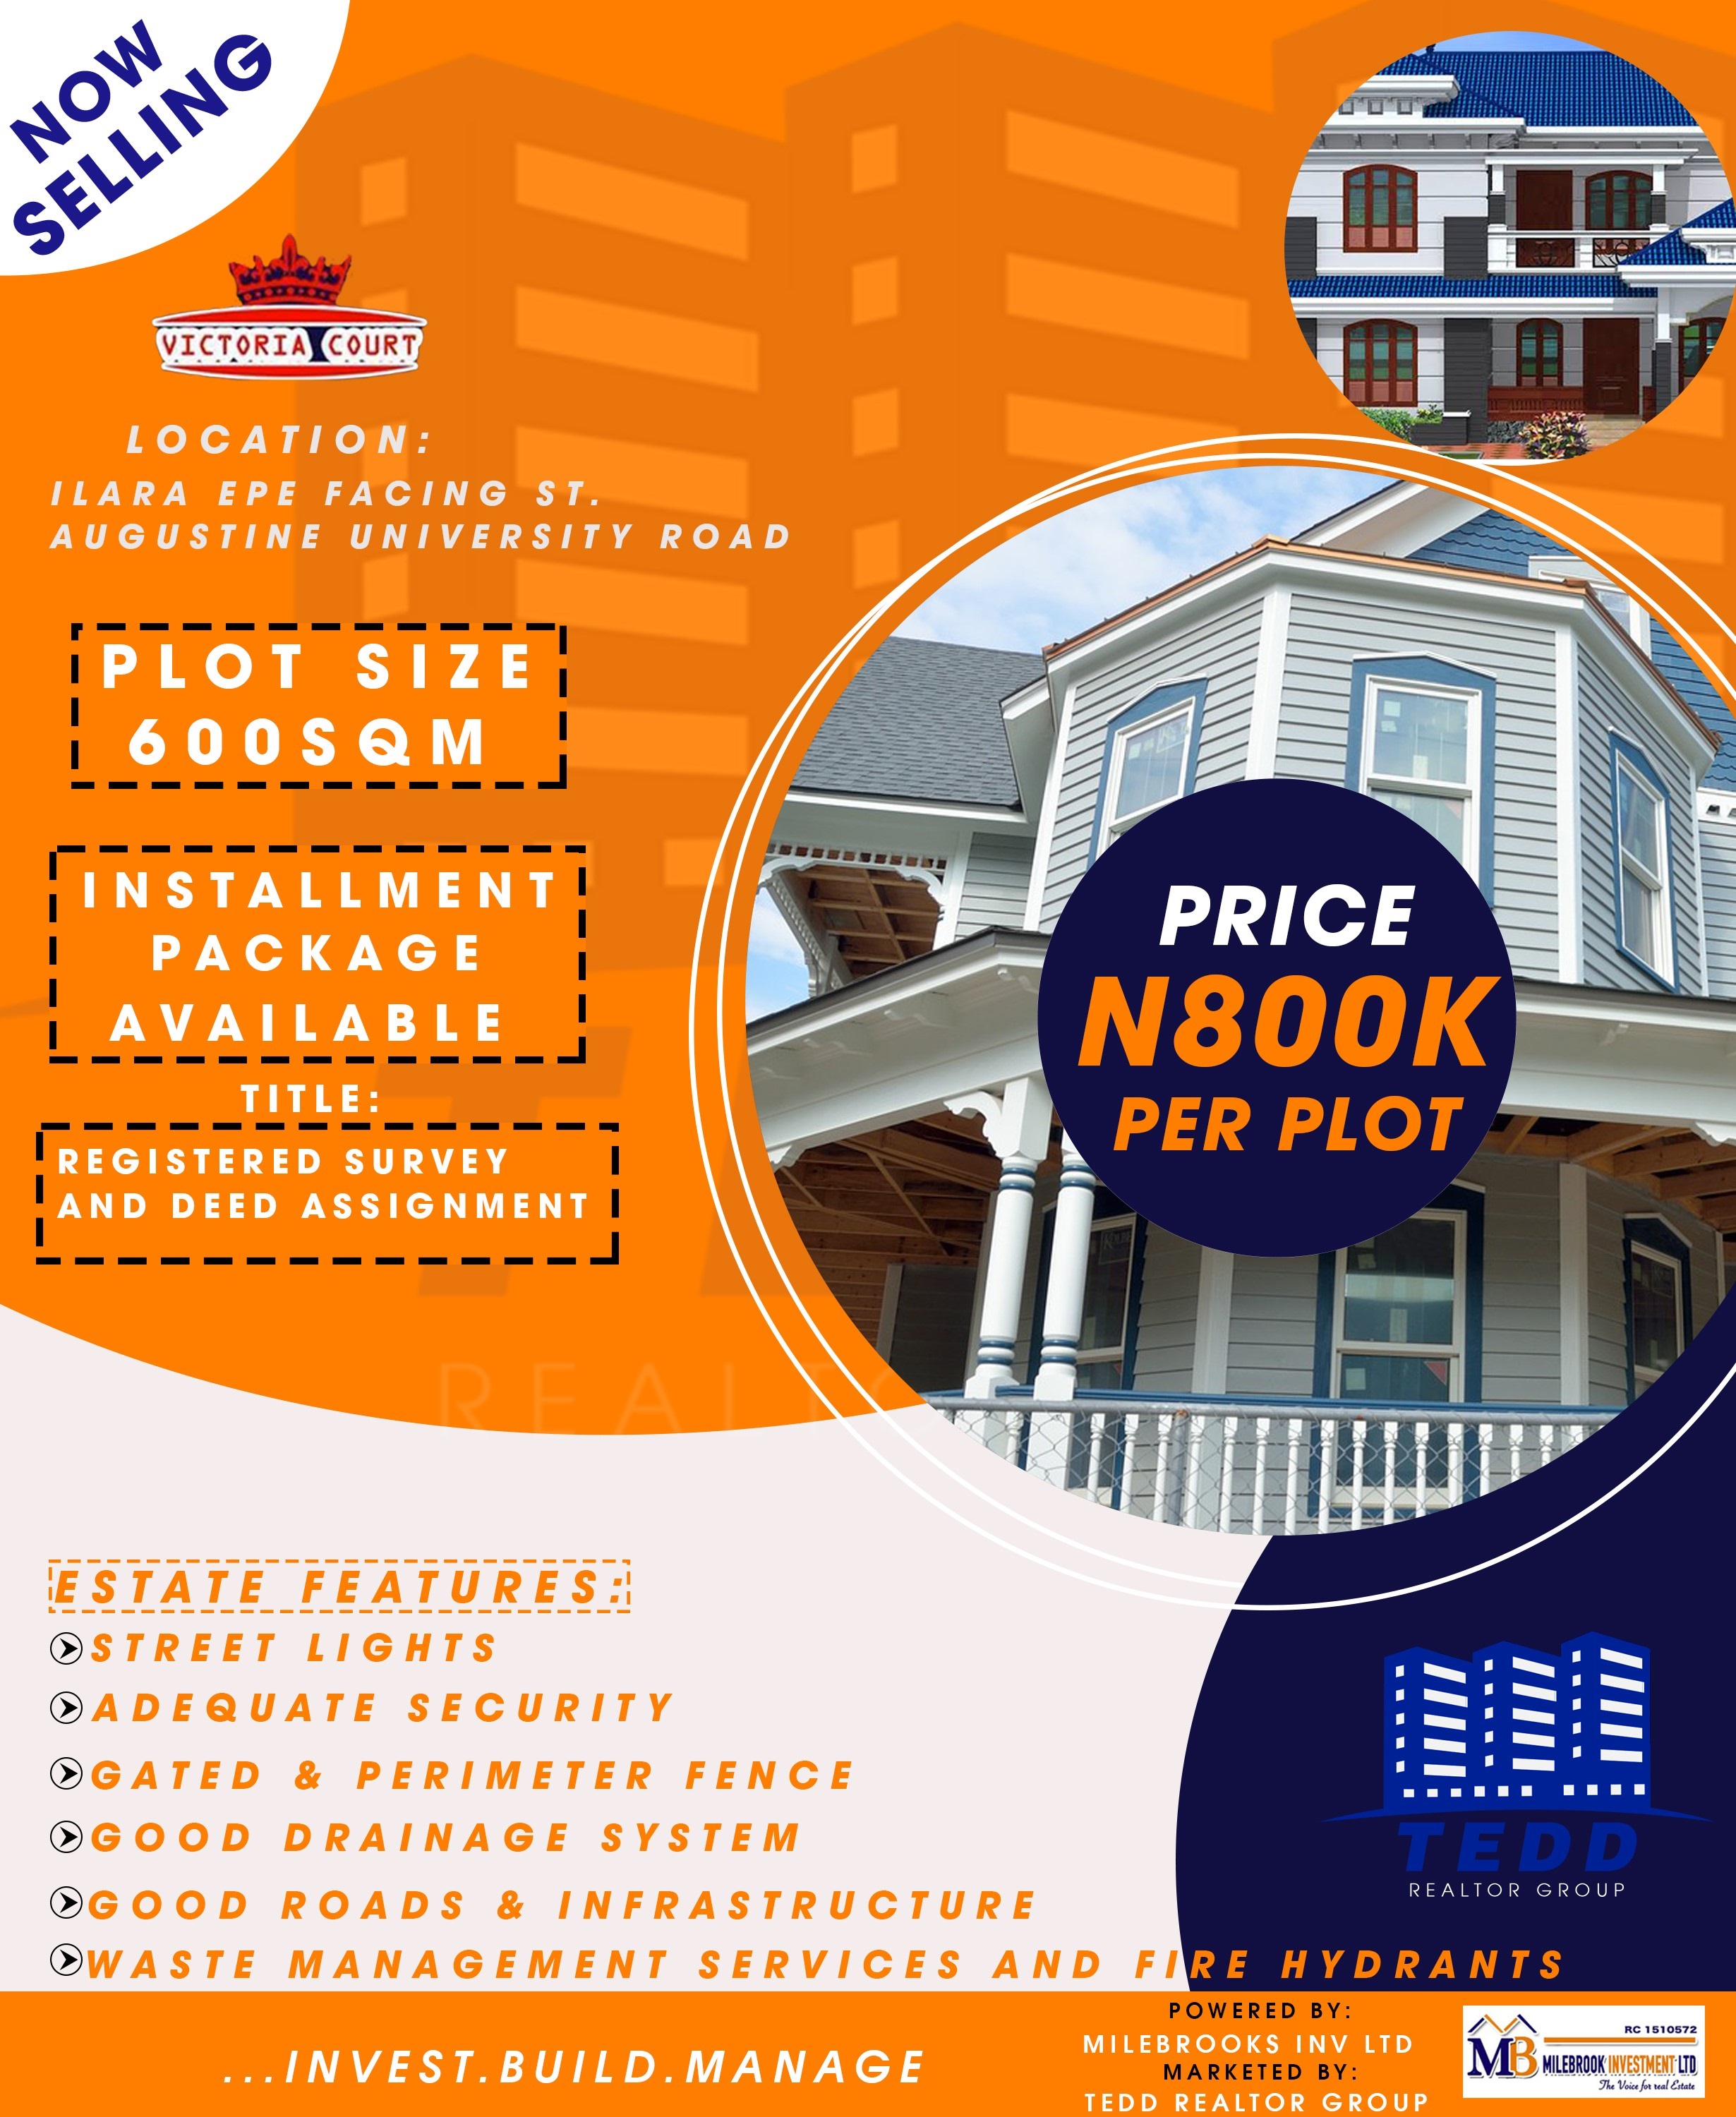 NOW
SELLING
VICTORIA COURT
LOCATION:
ILARA EPE FACING ST.
AUGUSTINE UNIVERSITY ROAD
PLOT SIZE
600SQM
INSTALLMENT
PACKAGE
AVAILABLE
TITLE:
REGISTERED SURVEY
AND DEED ASSIGNMENT
PRICE
N800K
PER PLOT
REALTO
ESTATE FEATURES:
STREET LIGHTS
ADEQUATE SECURITY
GATED & PERIMETER FENCE
GOOD DRAINAGE SYSTEM
GOOD ROADS & INFRASTRUCTURE
WASTE MANAGEMENT SERVICES AND FIRE HYDRANTS
TEDD
REALTOR GROUP
...INVEST.BUILD.MANAGE
POWERED BY:
MILEBROOKS INV LTD
MARKETED BY:
TEDD REALTOR GROUP
RC 1510572
MB MILEBROOK INVESTMENT LTD
The Voice for real Estate